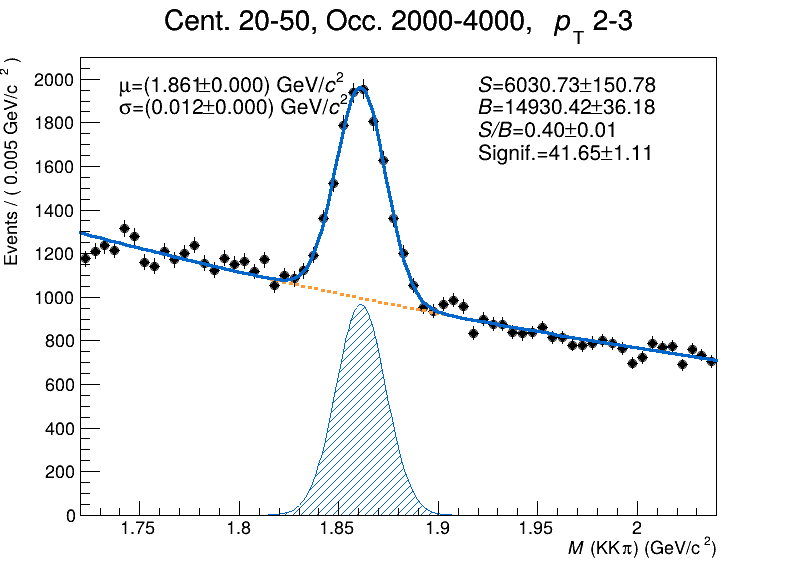 Cent. 20-50, Occ. 2000-4000, pT 2-3
Events / ( 0.005 GeV/c 2 )
μ=(1.861±0.000) GeV/c2
σ=(0.012±0.000) GeV/c2
S=6030.73±150.78
B=14930.42±36.18
S/B=0.40±0.01
Signif.=41.65±1.11
2000
1800
1600
1400
1200
1000
800
600
400
200
0
1.75 1.8 1.85 1.9 1.95 2
M (KKπ) (GeV/c2)